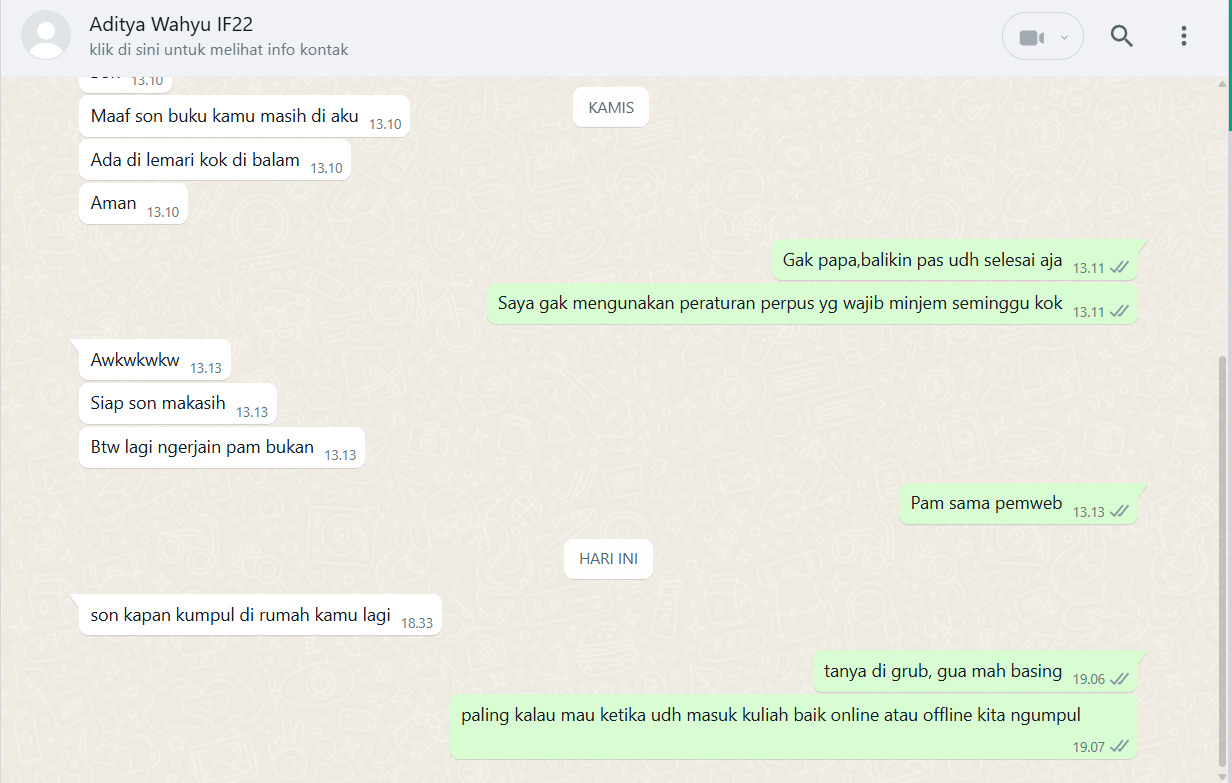 Aditya Wahyu IF22
klik di sini untuk melihat info kontak
13.10
KAMIS
Maaf son buku kamu masih di aku 13.10
Ada di lemari kok di balam 13.10
Aman 13.10
Gak papa,balikin pas udh selesai aja 13.11
Saya gak mengunakan peraturan perpus yg wajib minjem seminggu kok 13.11
Awkwkwkw 13.13
Siap son makasih 13.13
Btw lagi ngerjain pam bukan 13.13
Pam sama pemweb 13.13
HARI INI
son kapan kumpul di rumah kamu lagi 18.33
tanya di grub, gua mah basing 19.06
paling kalau mau ketika udh masuk kuliah baik online atau offline kita ngumpul
19.07